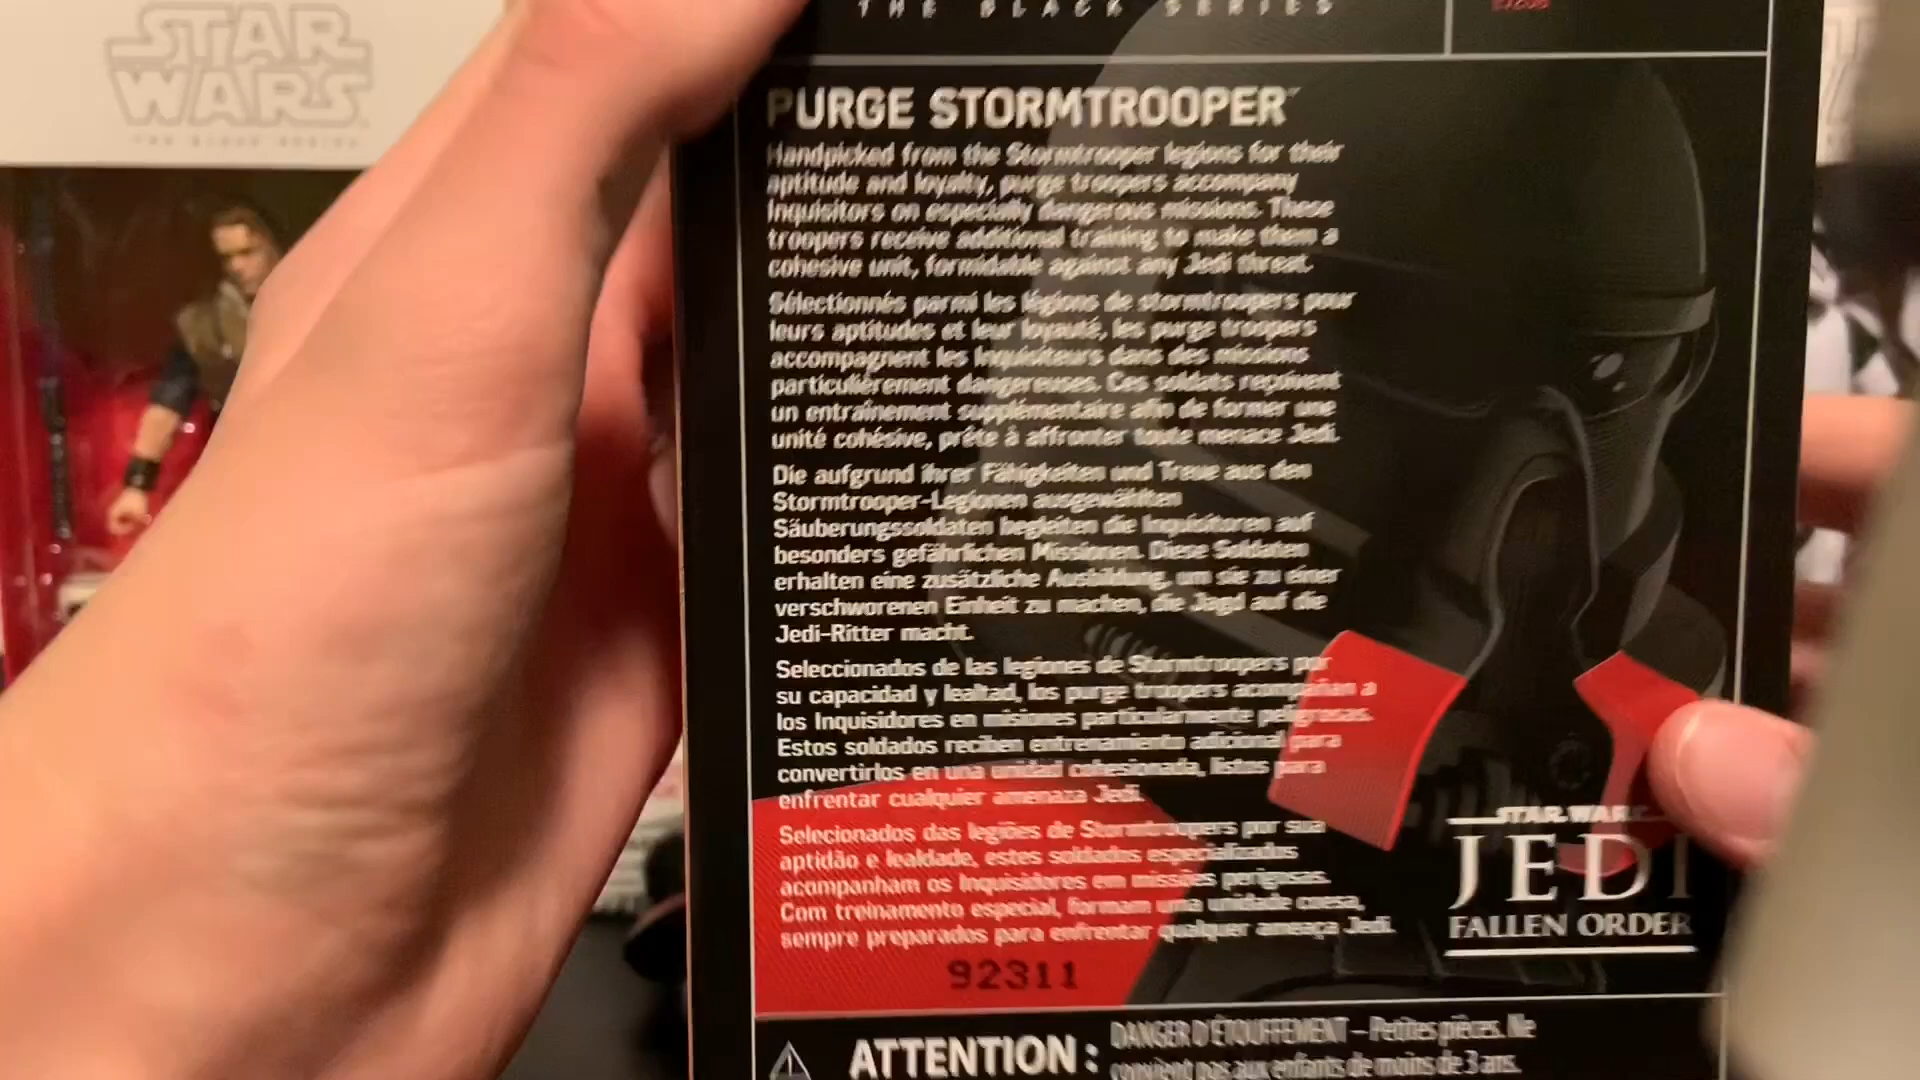 STAR
WARS
THE BLACK SERIES
THE BLACK SERIES
PURGE STORMTROOPER™
Handpicked from the Stormtrooper legions for their
aptitude and loyalty, purge troopers accompany
Inquisitors on especially dangerous missions. These
troopers receive additional training to make them a
cohesive unit, formidable against any Jedi threat.
Sélectionnés parmi les légions de stormtroopers pour
leurs aptitudes et leur loyauté, les purge troopers
accompagnent les Inquisiteurs dans des missions
particulièrement dangereuses. Ces soldats reçoivent
un entraînement supplémentaire afin de former une
unité cohésive, prête à affronter toute menace Jedi.
Die aufgrund ihrer Fähigkeiten und Treue aus den
Stormtrooper-Legionen ausgewählten
Säuberungssoldaten begleiten die Inquisitoren auf
besonders gefährlichen Missionen. Diese Soldaten
erhalten eine zusätzliche Ausbildung, um sie zu einer
verschworenen Einheit zu machen, die Jagd auf die
Jedi-Ritter macht.
Seleccionados de las legiones de Stormtroopers por
su capacidad y lealtad, los purge troopers acompañan a
los Inquisidores en misiones particularmente peligrosas.
Estos soldados reciben entrenamiento adicional para
convertirlos en una unidad cohesionada, listos para
enfrentar cualquier amenaza Jedi.
Selecionados das legiões de Stormtroopers por sua
aptidão e lealdade, estes soldados especializados
acompanham os Inquisidores em missões perigosas.
Com treinamento especial, formam uma unidade coesa,
sempre preparados para enfrentar qualquer ameaça Jedi.
92311
STAR WARS
JEDI
FALLEN ORDER
ATTENTION : DANGER D'ÉTOUFFEMENT – Petites pièces. Ne
convient pas aux enfants de moins de 3 ans.